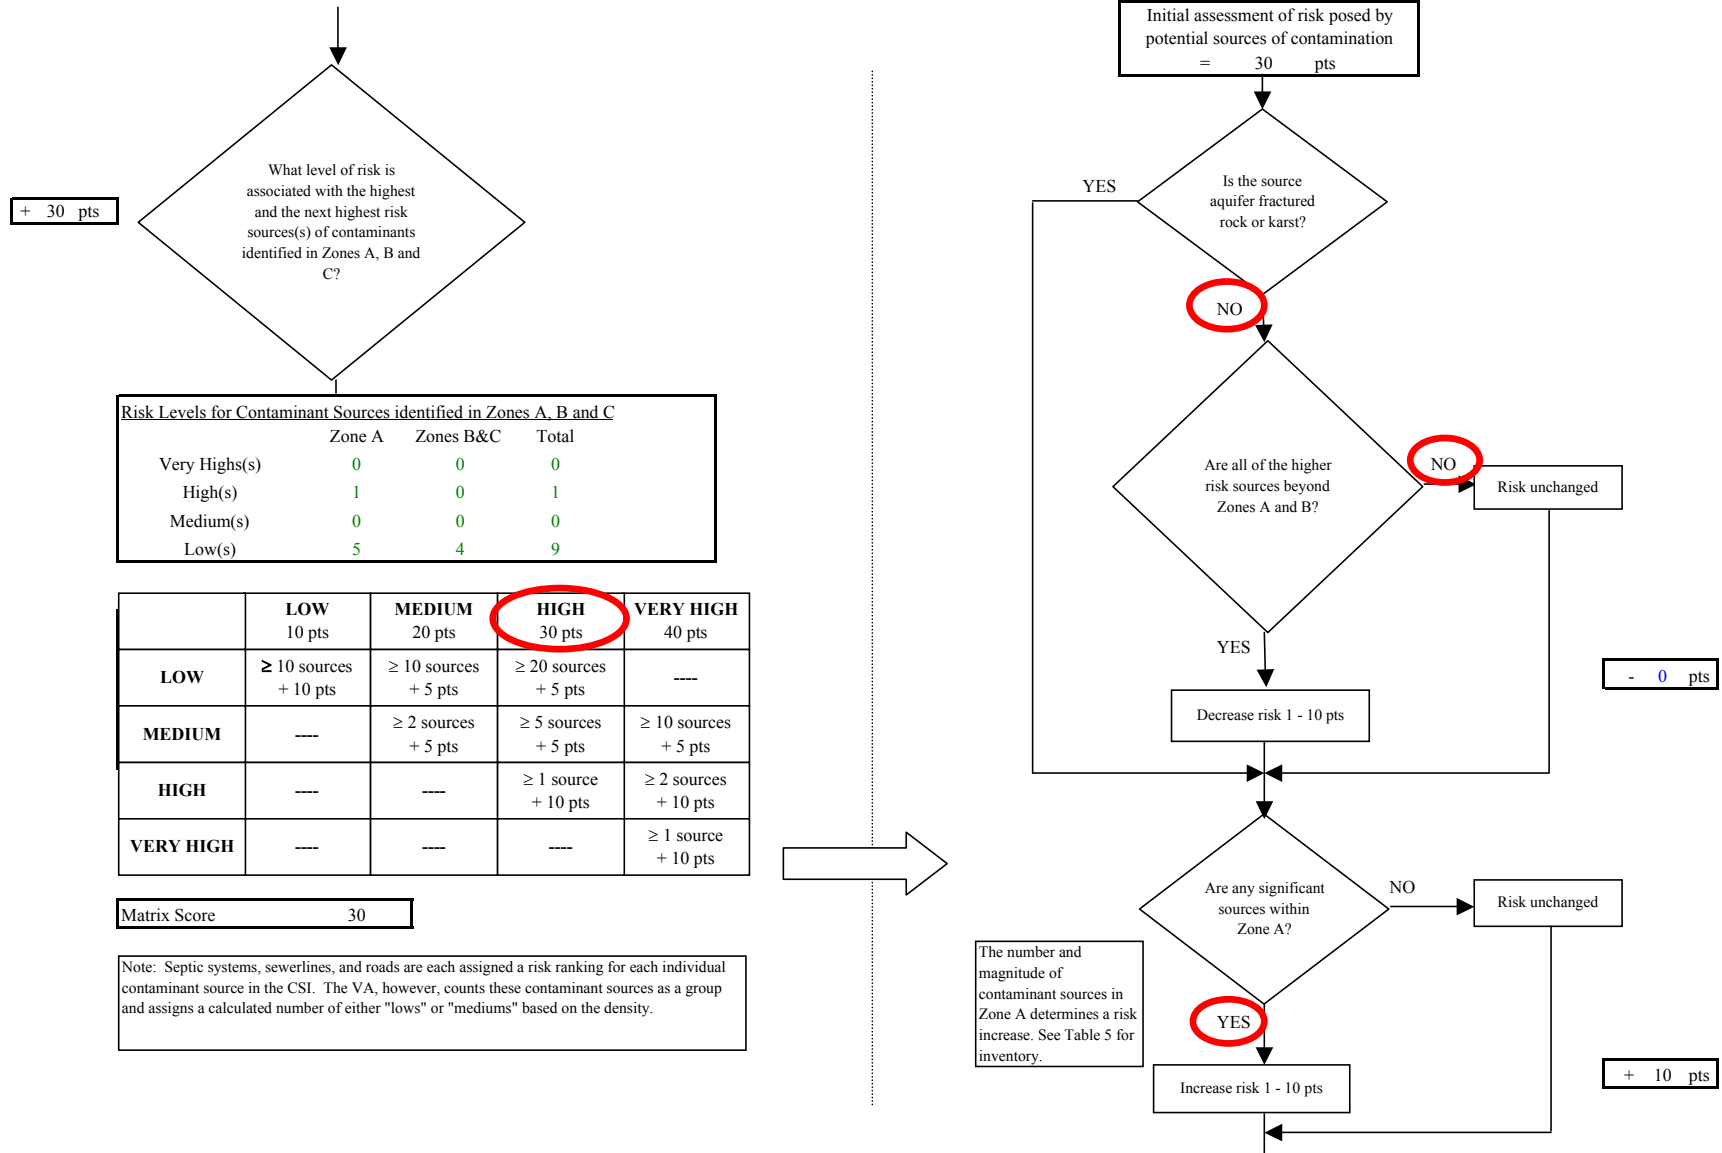 What level of risk is
associated with the highest
and the next highest risk
sources(s) of contaminants
identified in Zones A, B and
C?
+ 30 pts
Risk Levels for Contaminant Sources identified in Zones A, B and C
Zone A Zones B&C Total
Very Highs(s) 0 0 0
High(s) 1 0 1
Medium(s) 0 0 0
Low(s) 5 4 9
LOW MEDIUM HIGH VERY HIGH
10 pts 20 pts 30 pts 40 pts
LOW
≥ 10 sources ≥ 10 sources ≥ 20 sources ----
+ 10 pts + 5 pts + 5 pts
MEDIUM
---- ≥ 2 sources ≥ 5 sources ≥ 10 sources
+ 5 pts + 5 pts + 5 pts
HIGH
---- ---- ≥ 1 source ≥ 2 sources
+ 10 pts + 10 pts
VERY HIGH
---- ---- ---- ≥ 1 source
+ 10 pts
Matrix Score 30
Note: Septic systems, sewerlines, and roads are each assigned a risk ranking for each individual
contaminant source in the CSI. The VA, however, counts these contaminant sources as a group
and assigns a calculated number of either "lows" or "mediums" based on the density.
Initial assessment of risk posed by
potential sources of contamination
= 30 pts
Is the source
aquifer fractured
rock or karst?
YES
NO
Are all of the higher
risk sources beyond
Zones A and B?
NO
Risk unchanged
YES
- 0 pts
Decrease risk 1 - 10 pts
Are any significant
sources within
Zone A?
NO
Risk unchanged
The number and
magnitude of
contaminant sources in
Zone A determines a risk
increase. See Table 5 for
inventory.
YES
+ 10 pts
Increase risk 1 - 10 pts